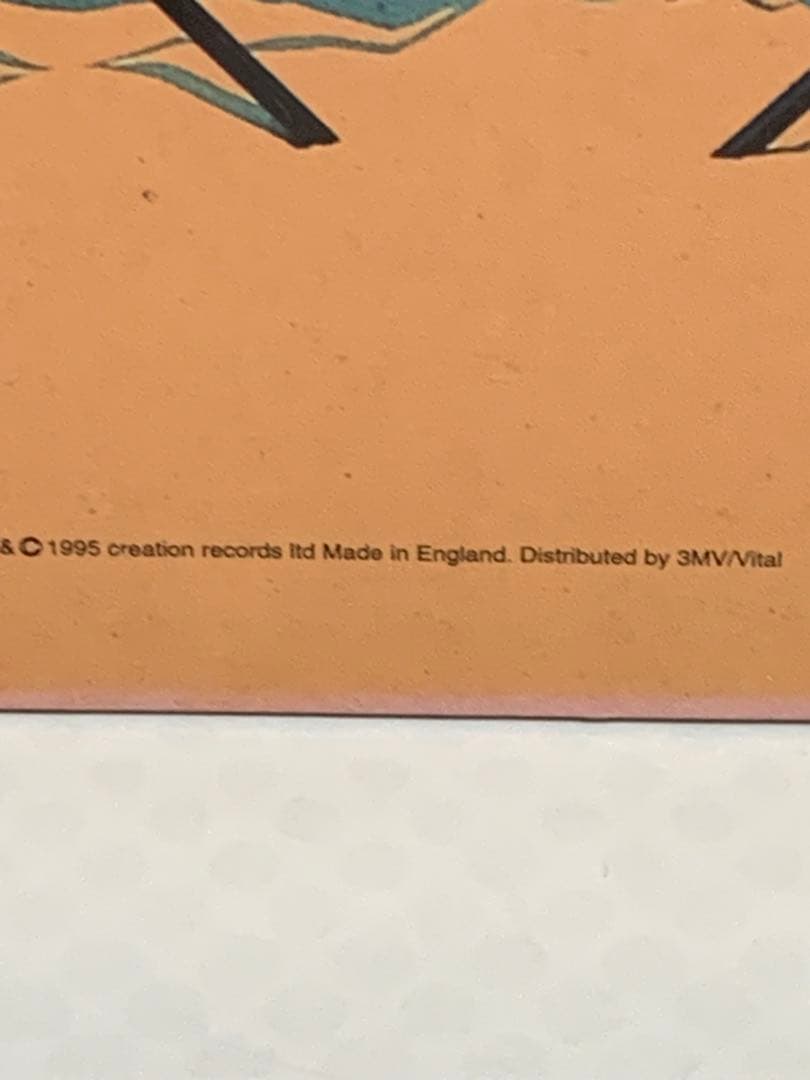 & © 1995 creation records ltd Made in England. Distributed by 3MV/Vital